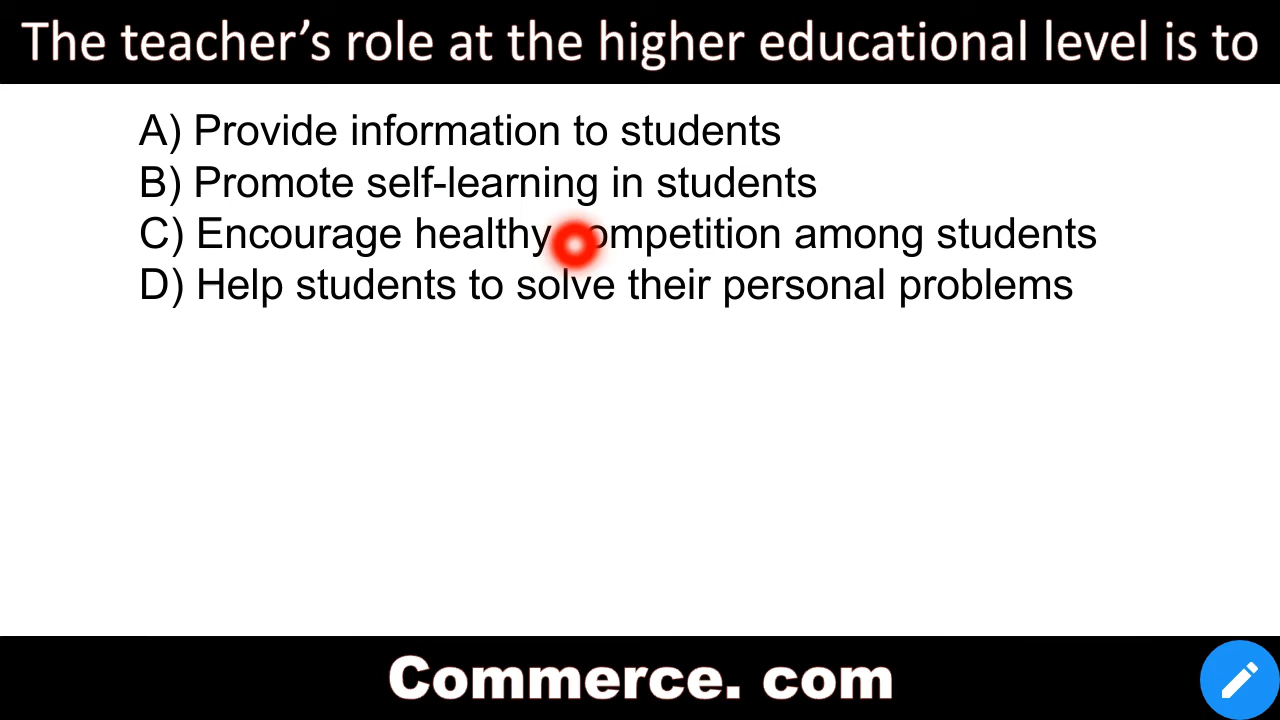 The teacher’s role at the higher educational level is to
A) Provide information to students
B) Promote self-learning in students
C) Encourage healthy competition among students
D) Help students to solve their personal problems
Commerce. com